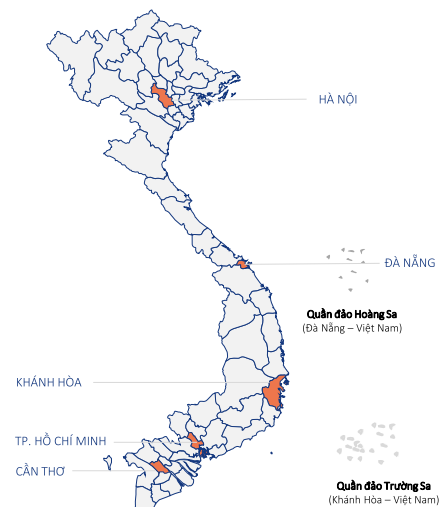 HÀ NỘI
ĐÀ NẴNG
Quần đảo Hoàng Sa
(Đà Nẵng – Việt Nam)
KHÁNH HÒA
TP. HỒ CHÍ MINH
CẦN THƠ
Quần đảo Trường Sa
(Khánh Hòa – Việt Nam)